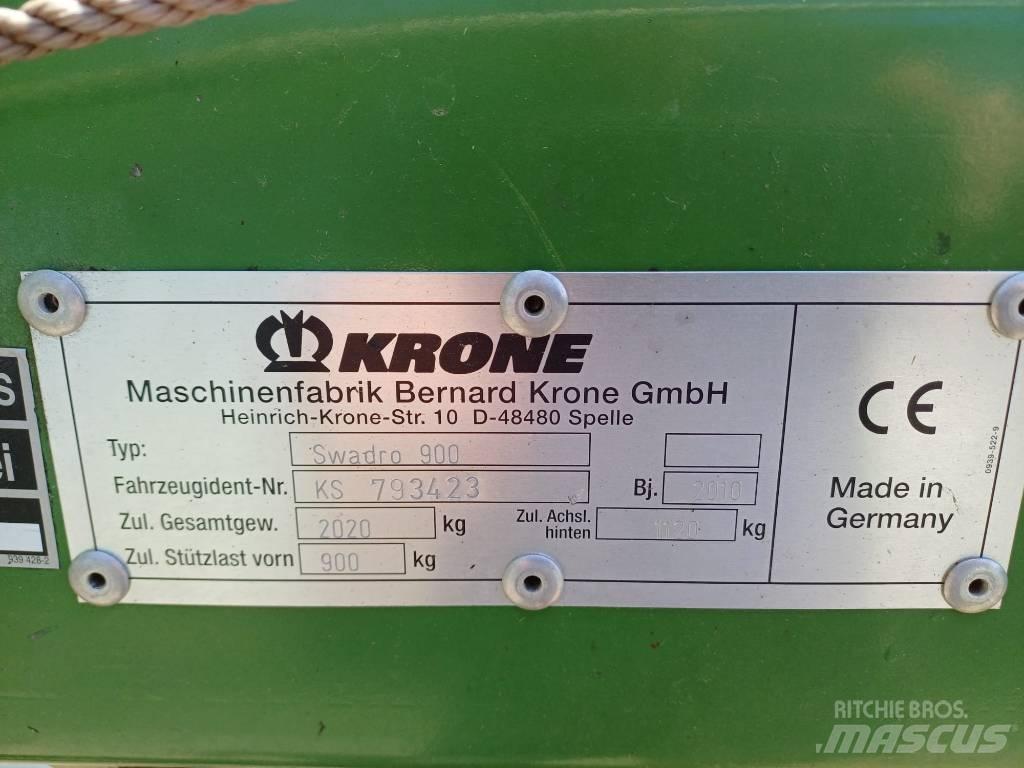 KRONE
Maschinenfabrik Bernard Krone GmbH
Heinrich-Krone-Str. 10 D-48480 Spelle
Typ: Swadro 900
Fahrzeugident-Nr. KS 793423 Bj. 2010
Zul. Gesamtgew. 2020 kg Zul. Achsl. hinten 1120 kg
Zul. Stützlast vorn 900 kg
CE
Made in
Germany
0939-522-9
S
ei
939 428-2
RITCHIE BROS.
MASCUS